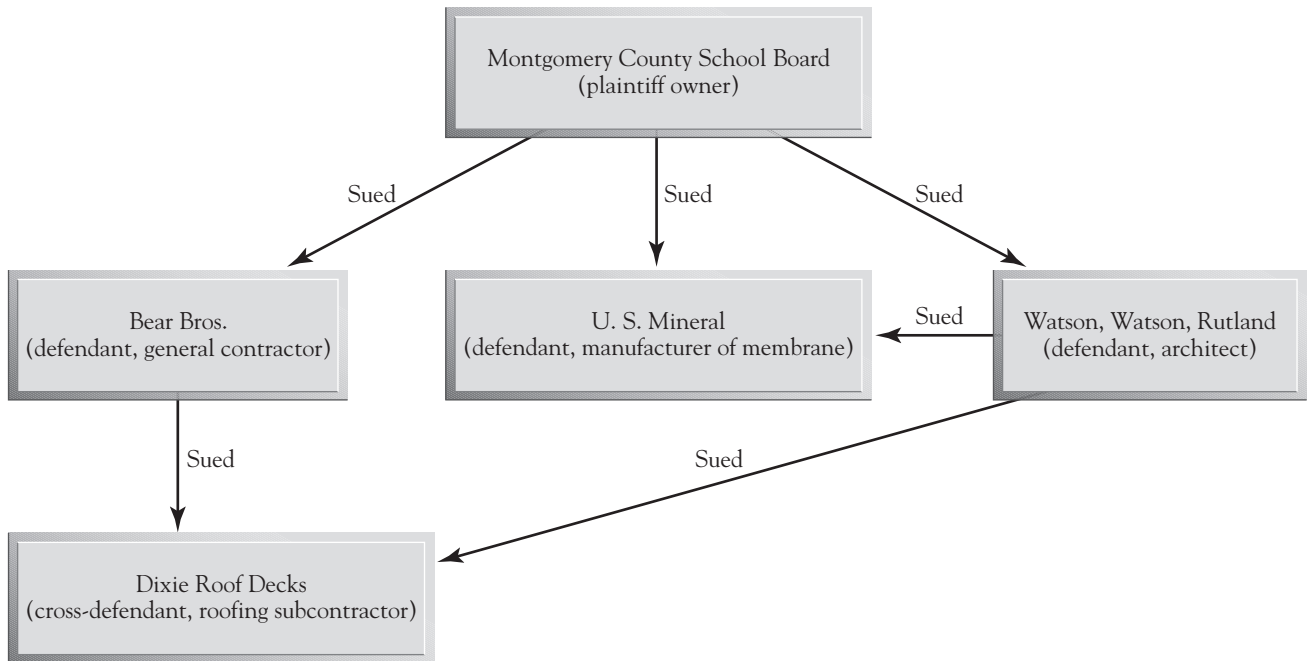 Montgomery County School Board
(plaintiff owner)
Sued
Sued
Sued
Bear Bros.
(defendant, general contractor)
U. S. Mineral
(defendant, manufacturer of membrane)
Sued
Watson, Watson, Rutland
(defendant, architect)
Sued
Sued
Dixie Roof Decks
(cross-defendant, roofing subcontractor)